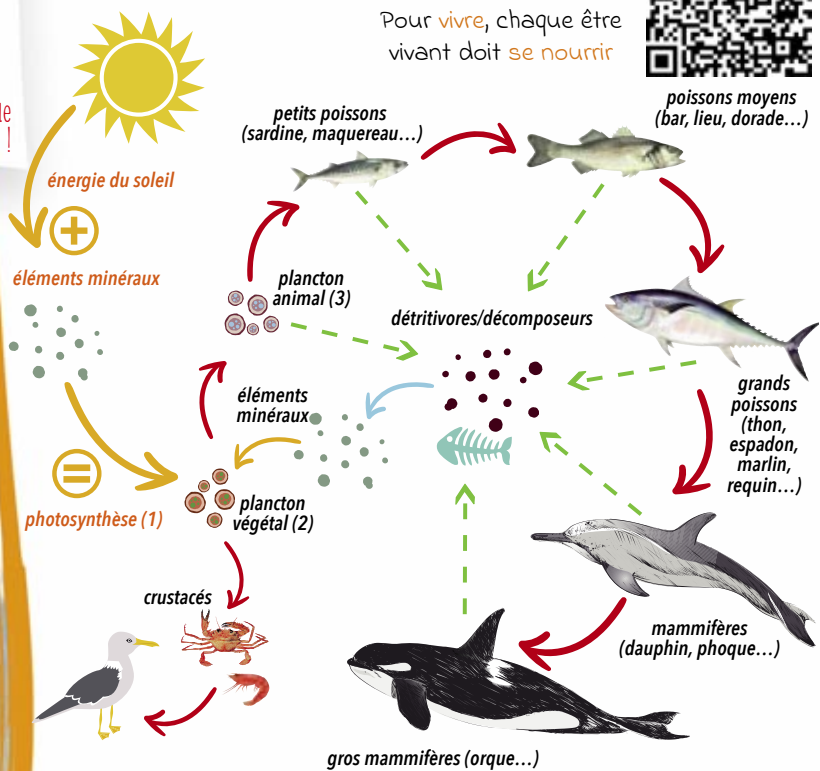 Pour vivre, chaque être
vivant doit se nourrir
!
énergie du soleil
éléments minéraux
photosynthèse (1)
petits poissons
(sardine, maquereau...)
poissons moyens
(bar, lieu, dorade...)
plancton
animal (3)
détritivores/décomposeurs
éléments
minéraux
plancton
végétal (2)
grands
poissons
(thon,
espadon,
marlin,
requin...)
crustacés
mammifères
(dauphin, phoque...)
gros mammifères (orque...)